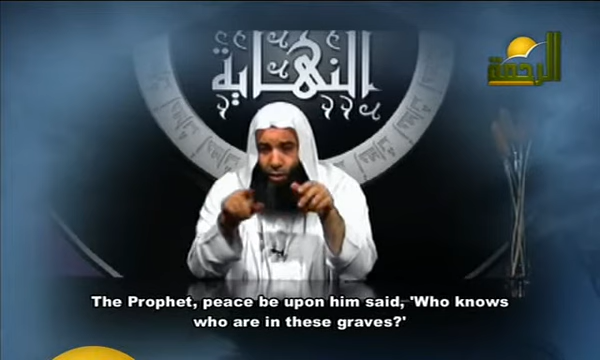 النهاية
الرحمة
The Prophet, peace be upon him said, 'Who knows
who are in these graves?'